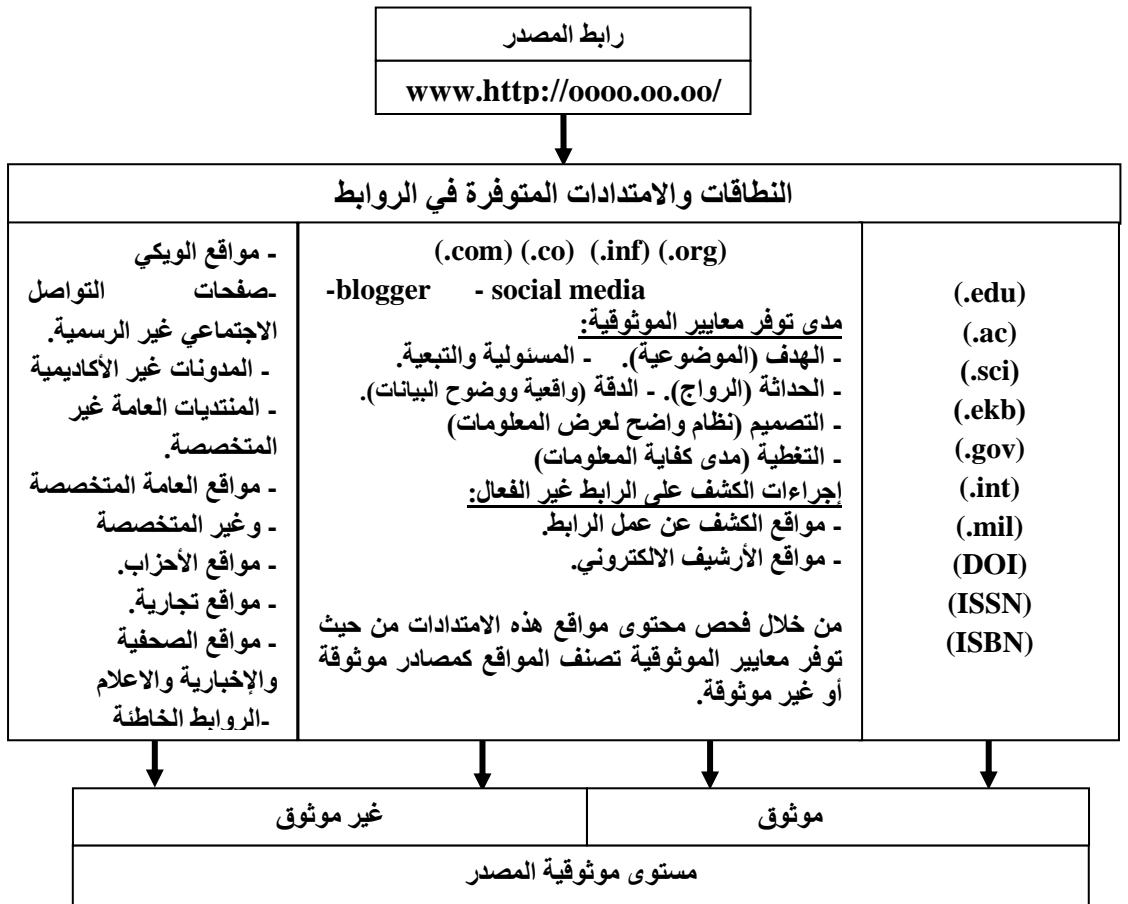 رابط المصدر
www.http://oooo.oo.oo/
النطاقات والامتدادات المتوفرة في الروابط
(.edu)
(.ac)
(.sci)
(.ekb)
(.gov)
(.int)
(.mil)
(DOI)
(ISSN)
(ISBN)
(.com) (.co) (.inf) (.org)
-blogger - social media
مدى توفر معايير الموثوقية:
- الهدف (الموضوعية). - المسئولية والتبعية.
- الحداثة (الرواج). - الدقة (واقعية ووضوح البيانات).
- التصميم (نظام واضح لعرض المعلومات)
- التغطية (مدى كفاية المعلومات)
إجراءات الكشف على الرابط غير الفعال:
- مواقع الكشف عن عمل الرابط.
- مواقع الأرشيف الالكتروني.
من خلال فحص محتوى مواقع هذه الامتدادات من حيث
توفر معايير الموثوقية تصنف المواقع كمصادر موثوقة
أو غير موثوقة.
- مواقع الويكي
-صفحات التواصل
الاجتماعي غير الرسمية.
- المدونات غير الأكاديمية
- المنتديات العامة غير
المتخصصة.
- مواقع العامة المتخصصة
- وغير المتخصصة
- مواقع الأحزاب.
- مواقع تجارية.
- مواقع الصحفية
والإخبارية والاعلام
-الروابط الخاطئة
موثوق
غير موثوق
مستوى موثوقية المصدر